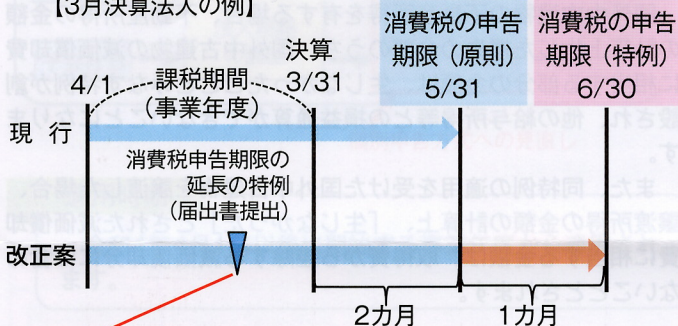 【3月決算法人の例】
消費税の申告
期限（原則）
5/31
消費税の申告
期限（特例）
6/30
決算
3/31
4/1
課税期間
（事業年度）
現 行
消費税申告期限の
延長の特例
（届出書提出）
改正案
2カ月
1カ月